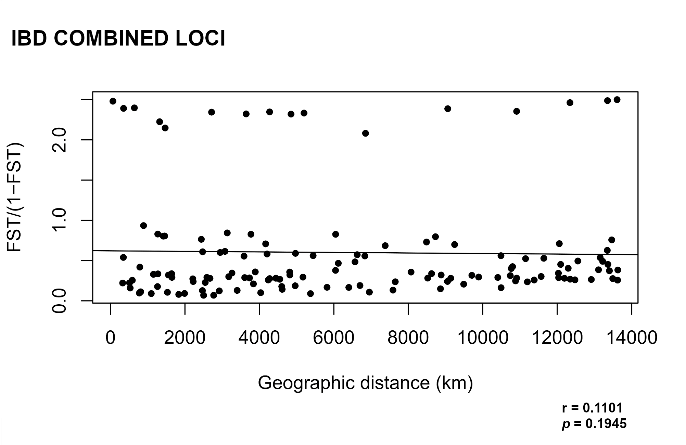 IBD COMBINED LOCI
FST/(1−FST)
2.0
1.0
0.0
0 2000 4000 6000 8000 10000 12000 14000
Geographic distance (km)
r = 0.1101
p = 0.1945